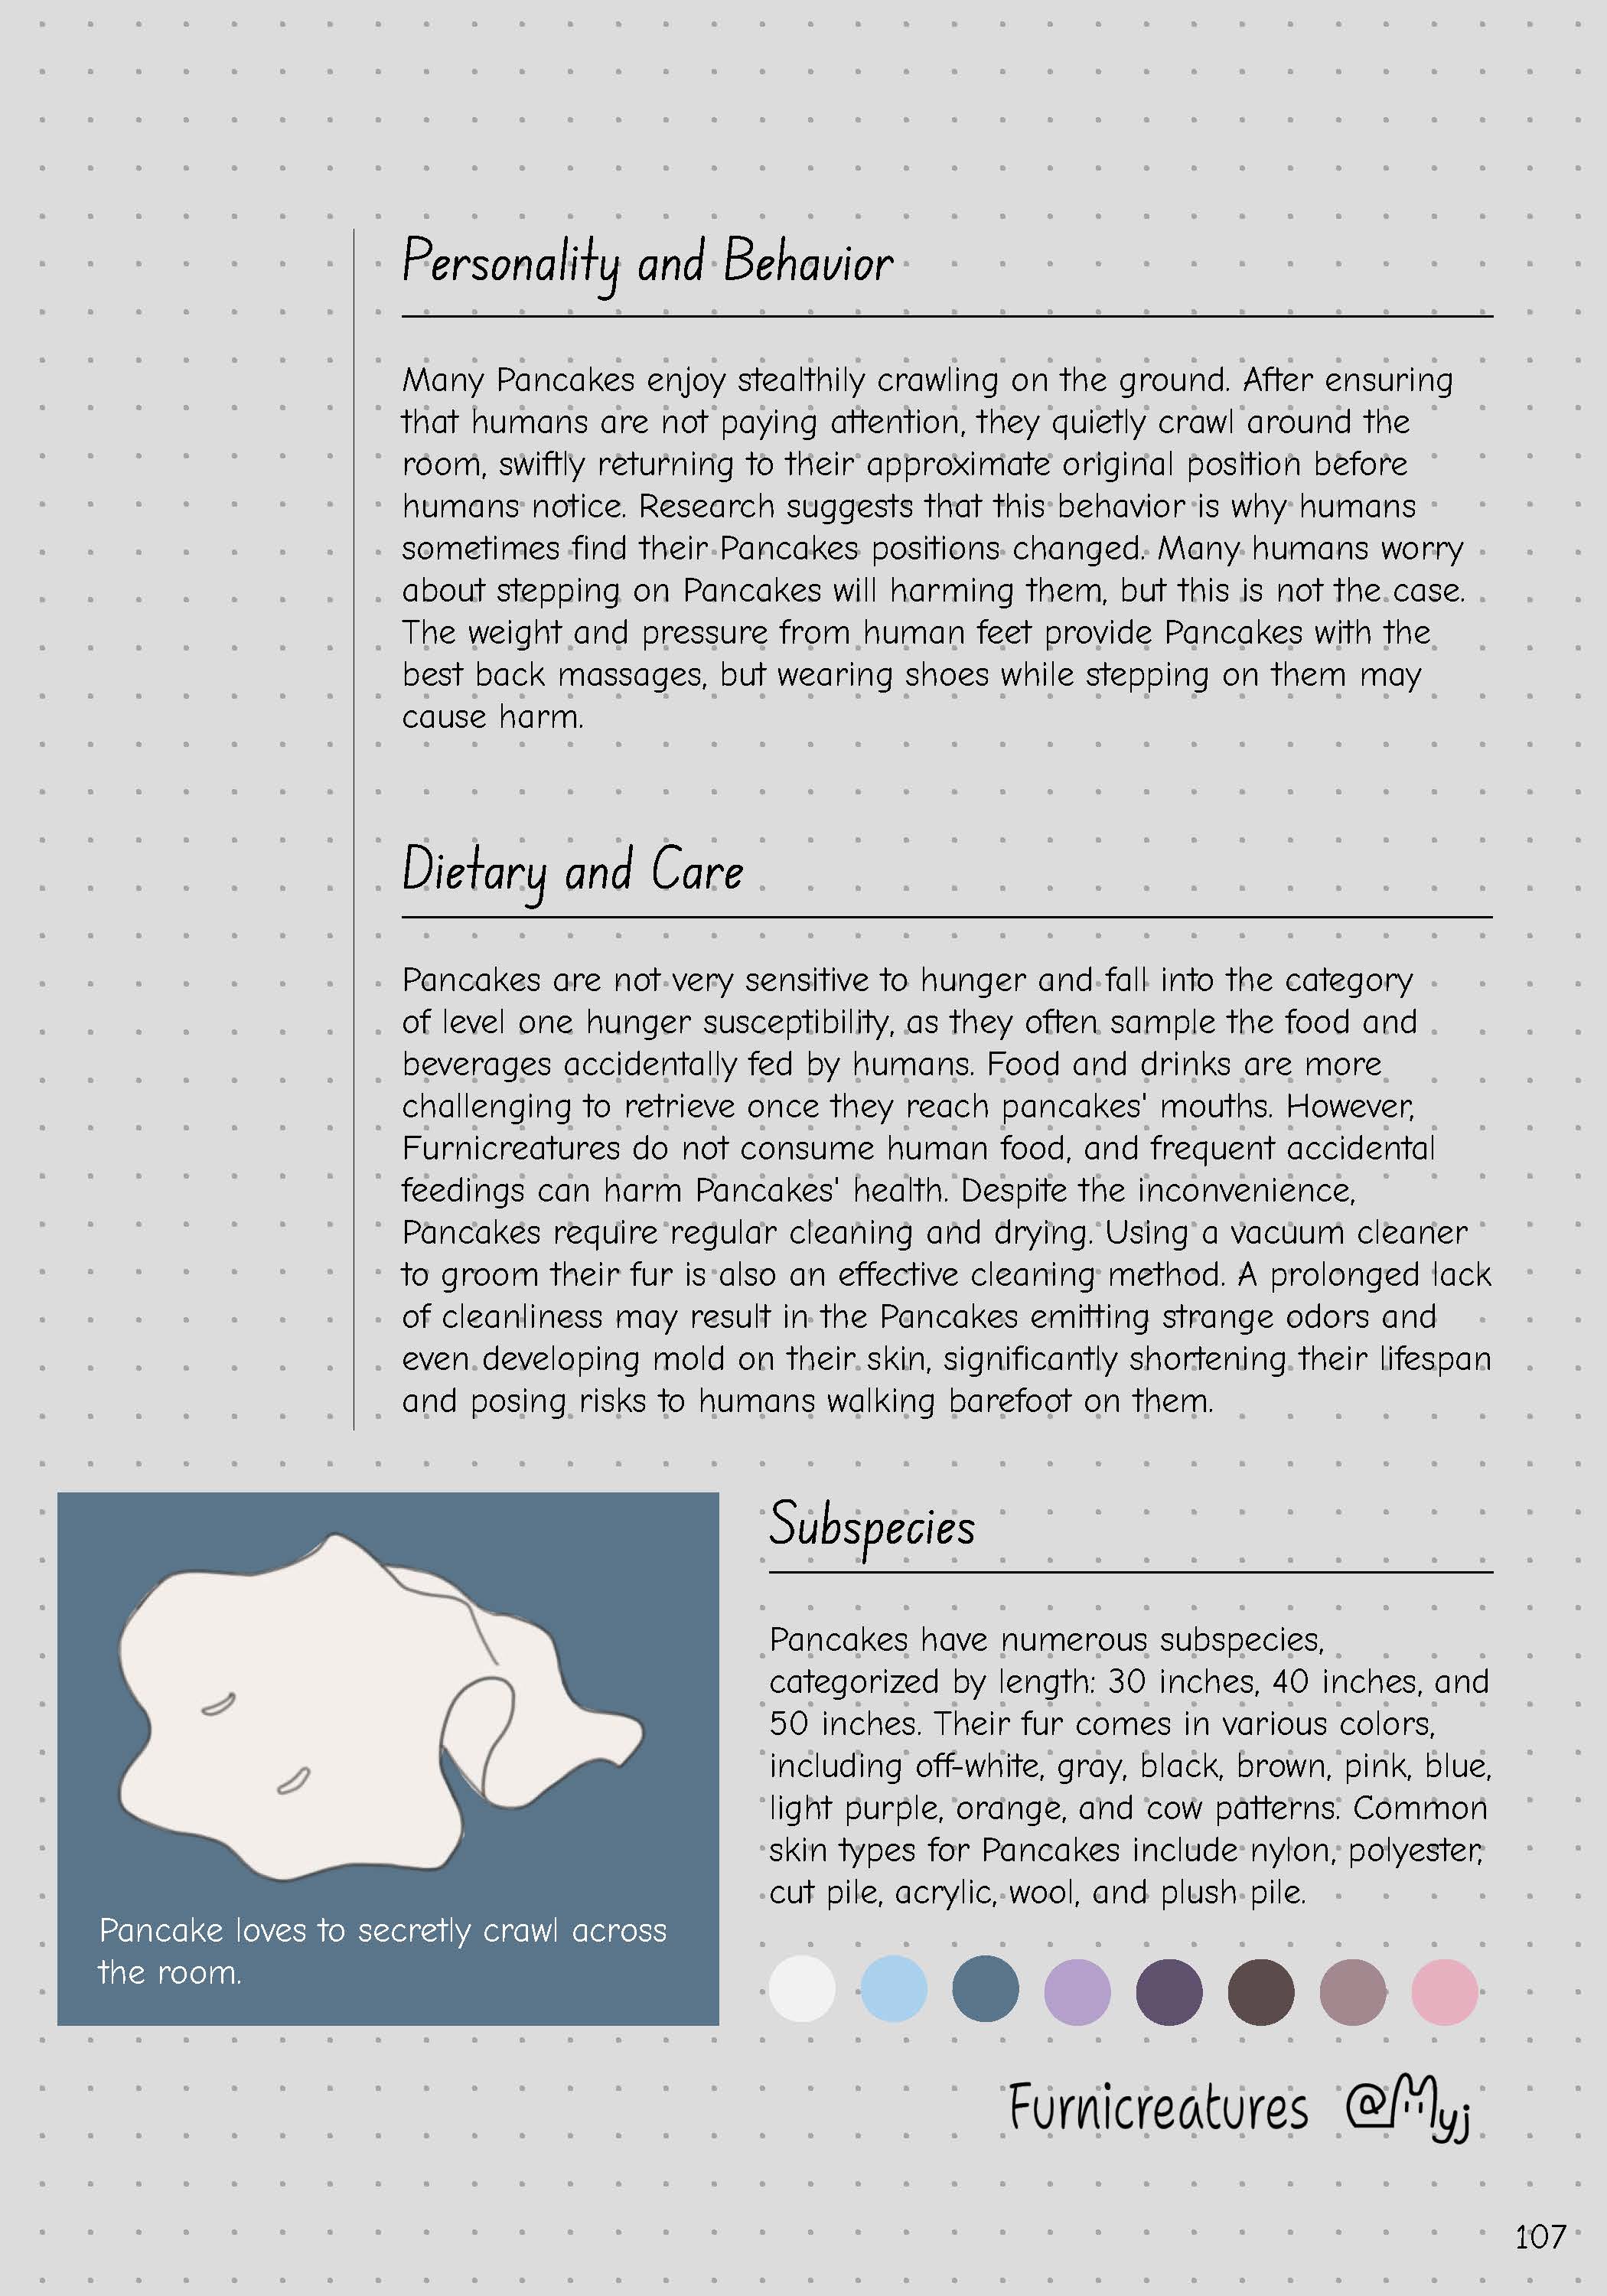 Personality and Behavior
Many Pancakes enjoy stealthily crawling on the ground. After ensuring
that humans are not paying attention, they quietly crawl around the
room, swiftly returning to their approximate original position before
humans notice. Research suggests that this behavior is why humans
sometimes find their Pancakes positions changed. Many humans worry
about stepping on Pancakes will harming them, but this is not the case.
The weight and pressure from human feet provide Pancakes with the
best back massages, but wearing shoes while stepping on them may
cause harm.
Dietary and Care
Pancakes are not very sensitive to hunger and fall into the category
of level one hunger susceptibility, as they often sample the food and
beverages accidentally fed by humans. Food and drinks are more
challenging to retrieve once they reach pancakes' mouths. However,
Furnicreatures do not consume human food, and frequent accidental
feedings can harm Pancakes' health. Despite the inconvenience,
Pancakes require regular cleaning and drying. Using a vacuum cleaner
to groom their fur is also an effective cleaning method. A prolonged lack
of cleanliness may result in the Pancakes emitting strange odors and
even developing mold on their skin, significantly shortening their lifespan
and posing risks to humans walking barefoot on them.
Pancake loves to secretly crawl across
the room.
Subspecies
Pancakes have numerous subspecies,
categorized by length: 30 inches, 40 inches, and
50 inches. Their fur comes in various colors,
including off-white, gray, black, brown, pink, blue,
light purple, orange, and cow patterns. Common
skin types for Pancakes include nylon, polyester,
cut pile, acrylic, wool, and plush pile.
Furnicreatures @Myj
107